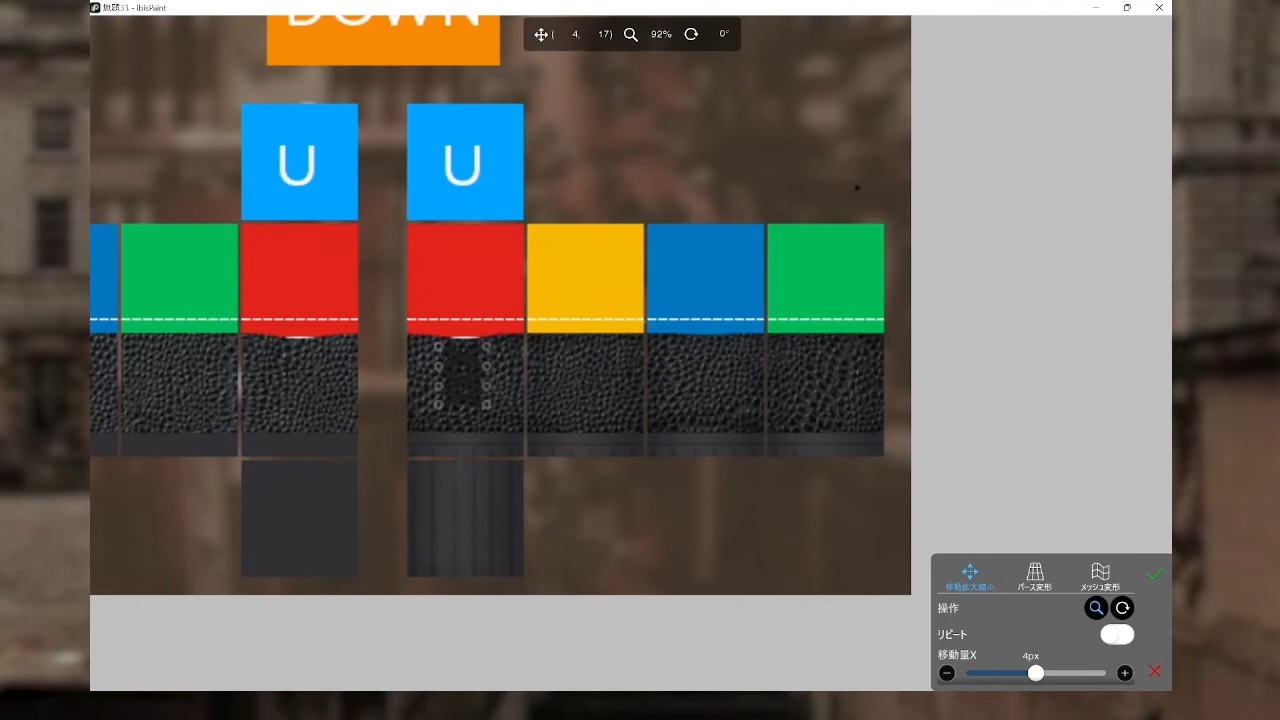 無題33 - ibisPaint
DOWN
( 4, 17) 92% 0°
U U
移動拡大縮小 パース変形 メッシュ変形
操作
リピート
移動量X 4px